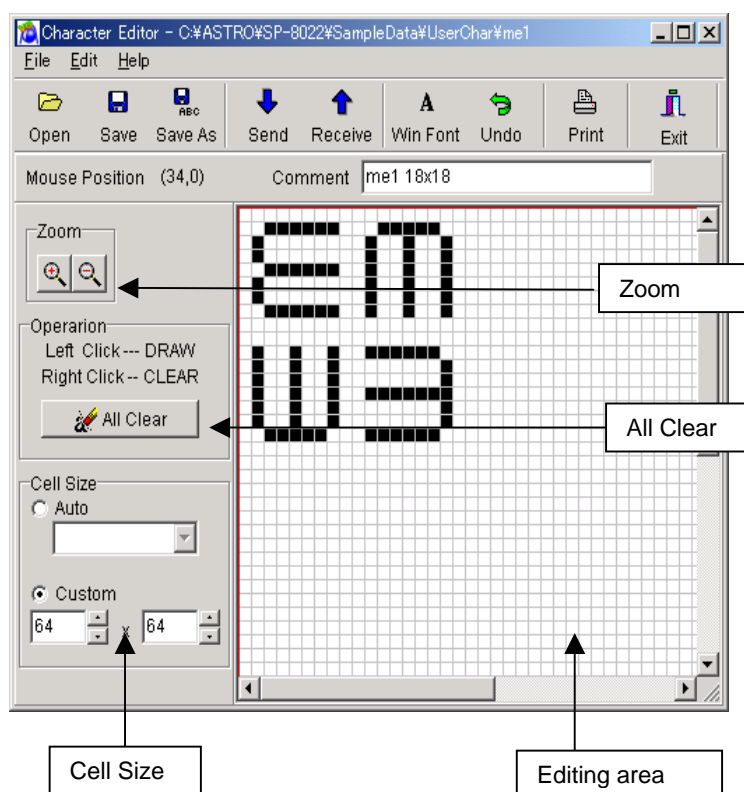 Character Editor - C:¥ASTRO¥SP-8022¥SampleData¥UserChar¥me1
File Edit Help
ABC
Open Save Save As Send Receive Win Font Undo Print Exit
Mouse Position (34,0) Comment me1 18x18
Zoom
Zoom
Operarion
Left Click --- DRAW
Right Click -- CLEAR
All Clear
All Clear
Cell Size
Auto
Custom
64 x 64
Cell Size
Editing area